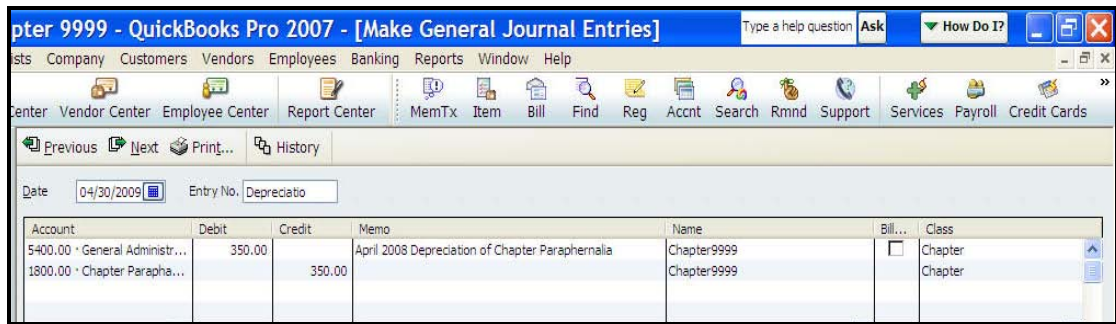 pter 9999 - QuickBooks Pro 2007 - [Make General Journal Entries] Type a help question Ask How Do I?
ists Company Customers Vendors Employees Banking Reports Window Help
Center Vendor Center Employee Center Report Center MemTx Item Bill Find Reg Accnt Search Rmnd Support Services Payroll Credit Cards
Previous Next Print... History
Date 04/30/2009 Entry No. Depreciatio
Account Debit Credit Memo Name Bill... Class
5400.00 · General Administr... 350.00 April 2008 Depreciation of Chapter Paraphernalia Chapter9999 Chapter
1800.00 · Chapter Parapha... 350.00 Chapter9999 Chapter